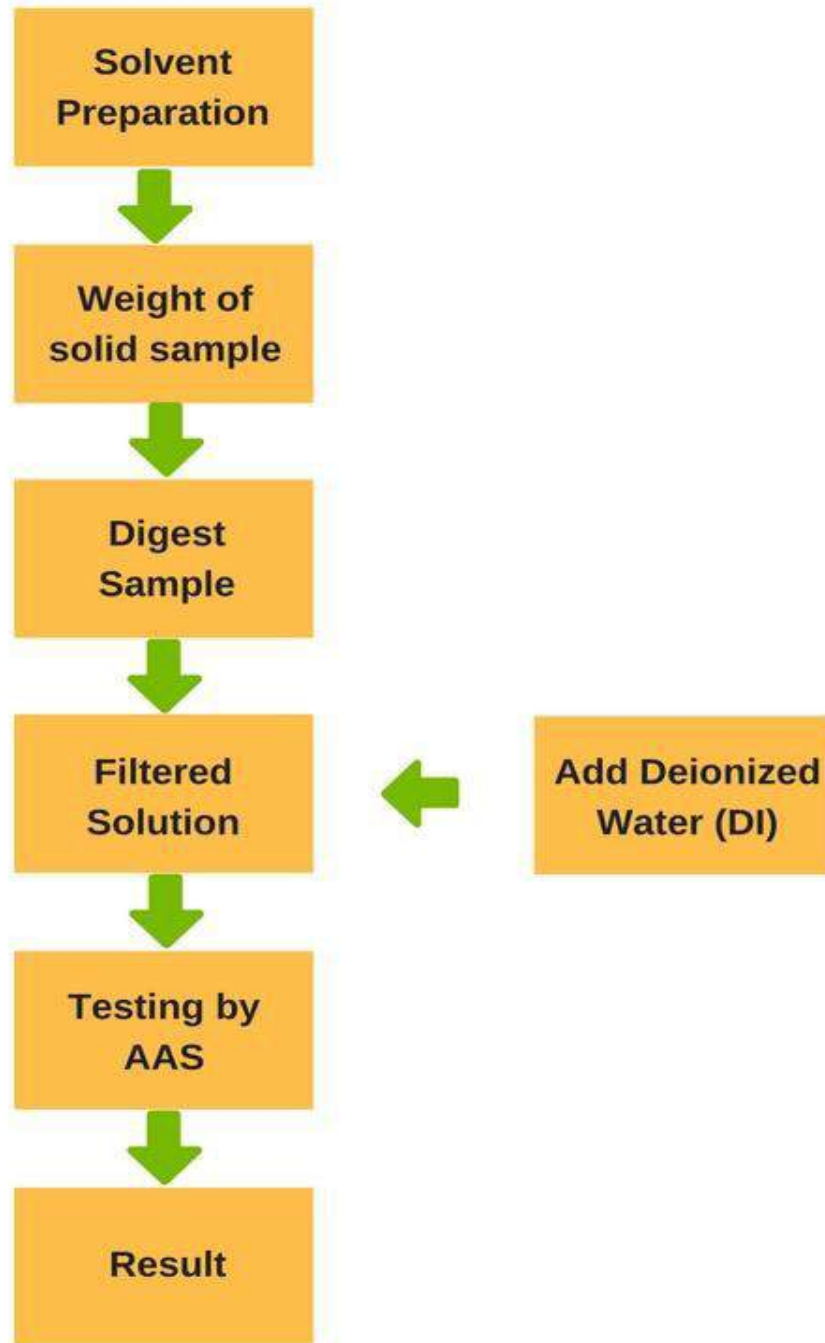 Solvent
Preparation
Weight of
solid sample
Digest
Sample
Filtered
Solution
Add Deionized
Water (DI)
Testing by
AAS
Result